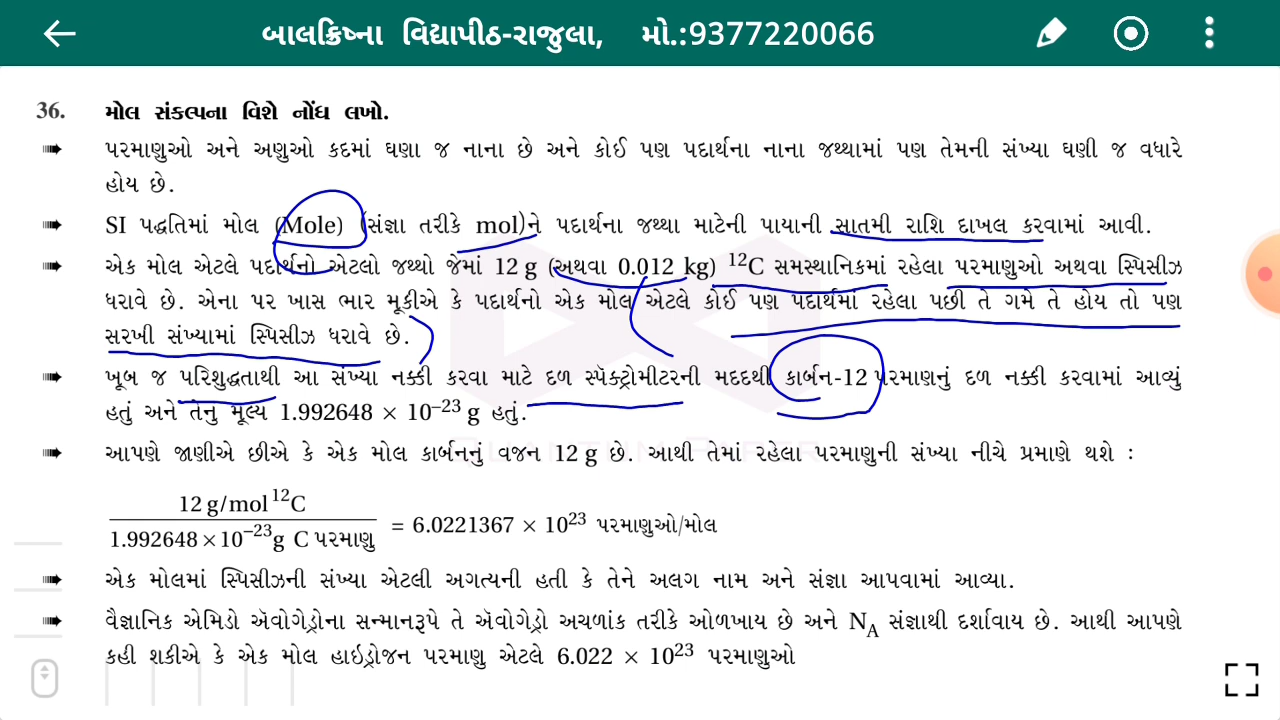 બાલક્રિષ્ના વિદ્યાપીઠ-રાજુલા, મો.:9377220066
36. મોલ સંકલ્પના વિશે નોંધ લખો.
➠ પરમાણુઓ અને અણુઓ કદમાં ઘણા જ નાના છે અને કોઈ પણ પદાર્થના નાના જથ્થામાં પણ તેમની સંખ્યા ઘણી જ વધારે
હોય છે.
➠ SI પદ્ધતિમાં મોલ (Mole) (સંજ્ઞા તરીકે mol)ને પદાર્થના જથ્થા માટેની પાયાની સાતમી રાશિ દાખલ કરવામાં આવી.
➠ એક મોલ એટલે પદાર્થનો એટલો જથ્થો જેમાં 12 g (અથવા 0.012 kg) ¹²C સમસ્થાનિકમાં રહેલા પરમાણુઓ અથવા સ્પિસીઝ
ધરાવે છે. એના પર ખાસ ભાર મૂકીએ કે પદાર્થનો એક મોલ એટલે કોઈ પણ પદાર્થમાં રહેલા પછી તે ગમે તે હોય તો પણ
સરખી સંખ્યામાં સ્પિસીઝ ધરાવે છે.
➠ ખૂબ જ પરિશુદ્ધતાથી આ સંખ્યા નક્કી કરવા માટે દળ સ્પૅક્ટ્રોમીટરની મદદથી કાર્બન-12 પરમાણુનું દળ નક્કી કરવામાં આવ્યું
હતું અને તેનુ મૂલ્ય 1.992648 × 10⁻²³ g હતું.
➠ આપણે જાણીએ છીએ કે એક મોલ કાર્બનનું વજન 12 g છે. આથી તેમાં રહેલા પરમાણુની સંખ્યા નીચે પ્રમાણે થશે :
12 g/mol ¹²C
1.992648 × 10⁻²³g C પરમાણુ = 6.0221367 × 10²³ પરમાણુઓ/મોલ
➠ એક મોલમાં સ્પિસીઝની સંખ્યા એટલી અગત્યની હતી કે તેને અલગ નામ અને સંજ્ઞા આપવામાં આવ્યા.
➠ વૈજ્ઞાનિક એમિડો ઍવોગેડ્રોના સન્માનરૂપે તે ઍવોગેડ્રો અચળાંક તરીકે ઓળખાય છે અને N_A સંજ્ઞાથી દર્શાવાય છે. આથી આપણે
કહી શકીએ કે એક મોલ હાઇડ્રોજન પરમાણુ એટલે 6.022 × 10²³ પરમાણુઓ